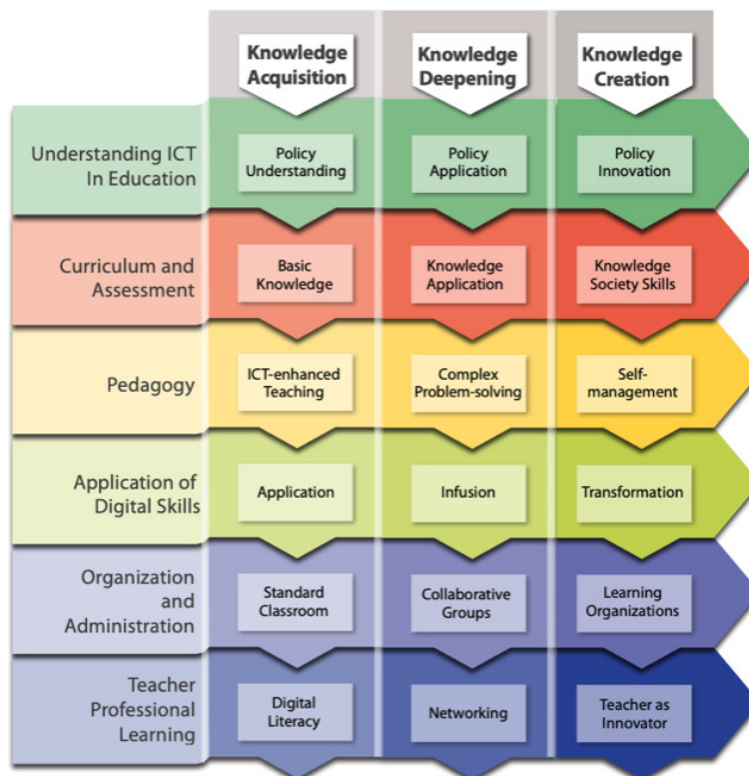 Knowledge
Acquisition
Knowledge
Deepening
Knowledge
Creation
Understanding ICT
In Education
Policy
Understanding
Policy
Application
Policy
Innovation
Curriculum and
Assessment
Basic
Knowledge
Knowledge
Application
Knowledge
Society Skills
Pedagogy
ICT-enhanced
Teaching
Complex
Problem-solving
Self-
management
Application of
Digital Skills
Application
Infusion
Transformation
Organization
and
Administration
Standard
Classroom
Collaborative
Groups
Learning
Organizations
Teacher
Professional
Learning
Digital
Literacy
Networking
Teacher as
Innovator